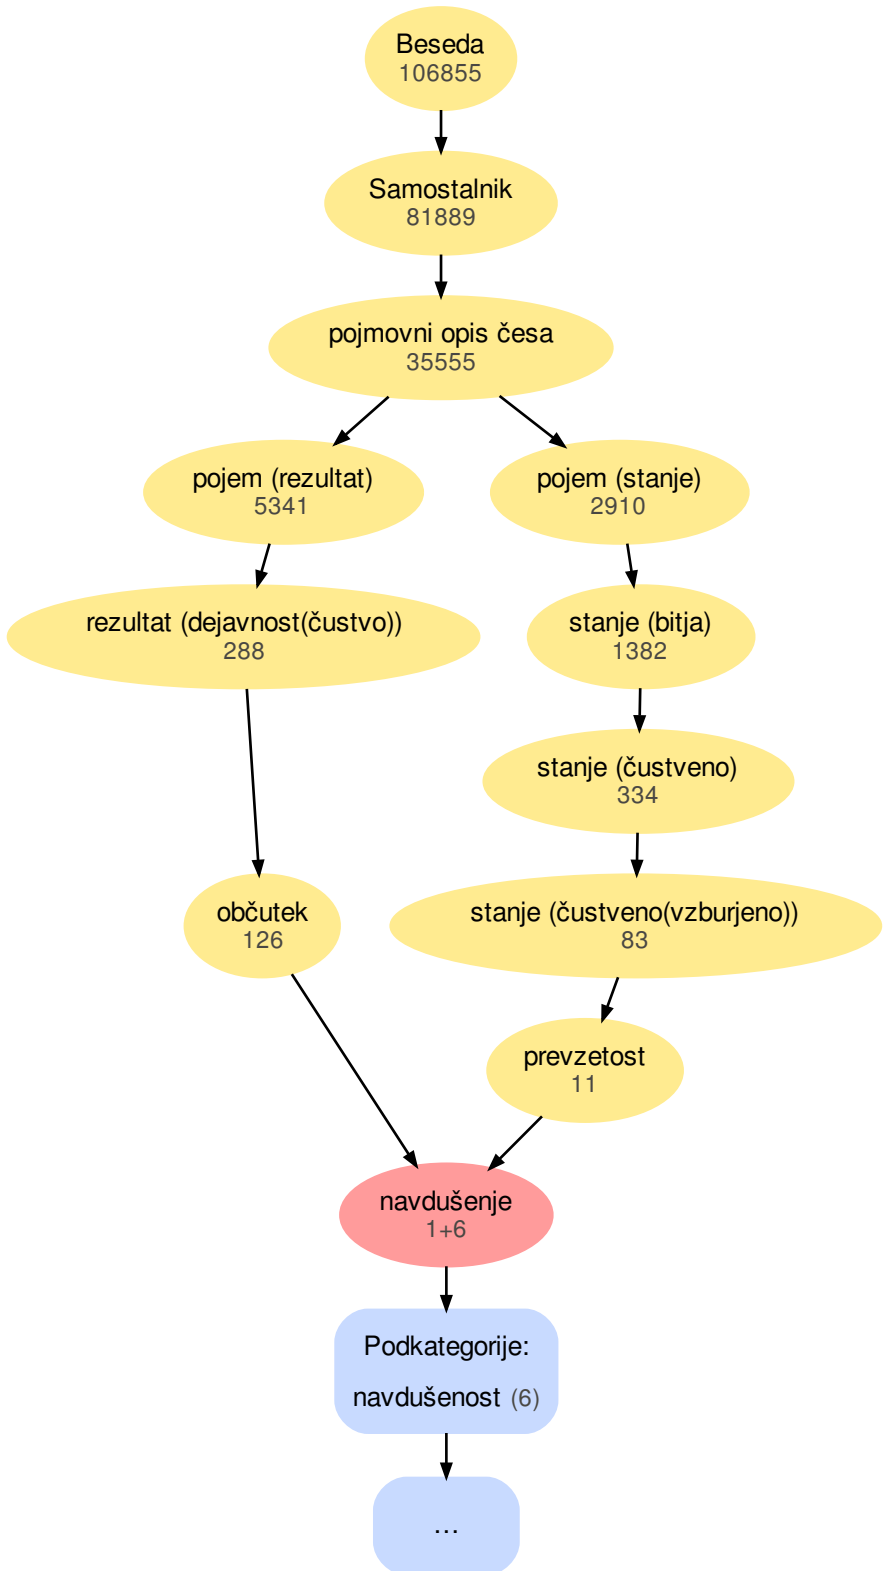 Beseda
106855
Samostalnik
81889
pojmovni opis česa
35555
pojem (rezultat)
5341
pojem (stanje)
2910
rezultat (dejavnost(čustvo))
288
stanje (bitja)
1382
stanje (čustveno)
334
občutek
126
stanje (čustveno(vzburjeno))
83
prevzetost
11
navdušenje
1+6
Podkategorije:
navdušenost (6)
...